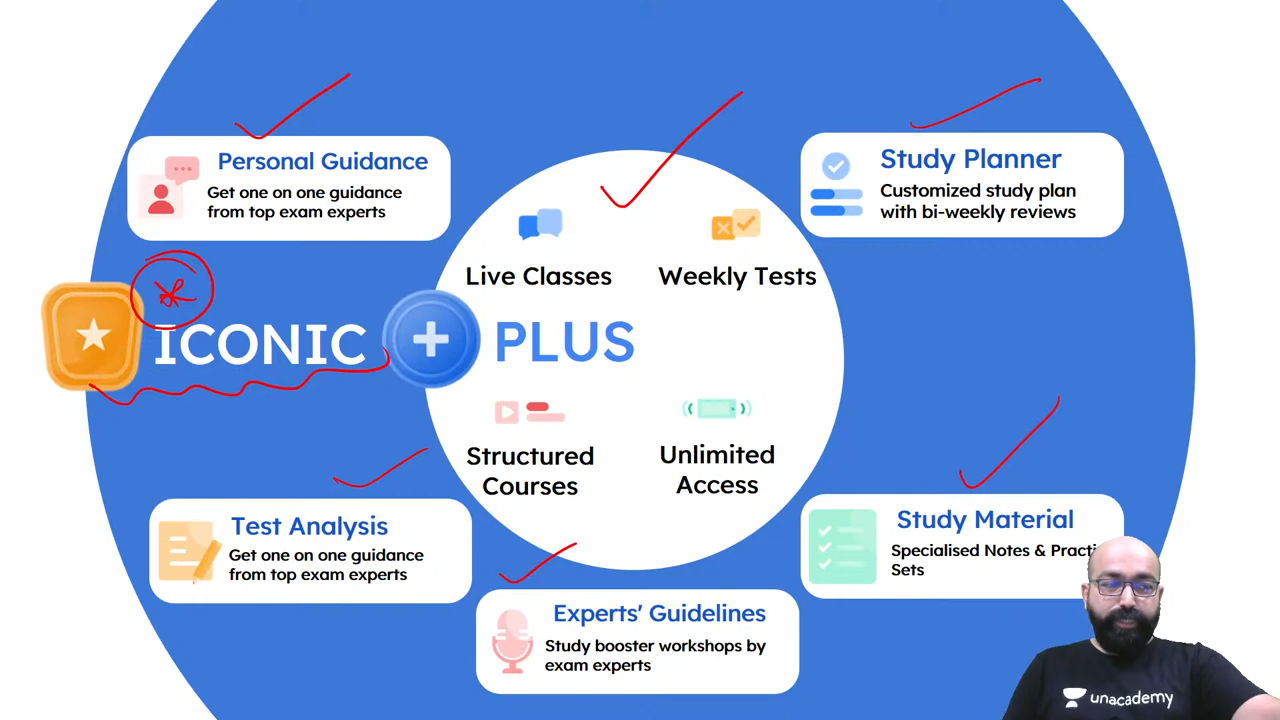 Personal Guidance
Get one on one guidance
from top exam experts
Study Planner
Customized study plan
with bi-weekly reviews
Live Classes
Weekly Tests
ICONIC
PLUS
Structured
Courses
Unlimited
Access
Test Analysis
Get one on one guidance
from top exam experts
Study Material
Specialised Notes & Practi
Sets
Experts' Guidelines
Study booster workshops by
exam experts
unacademy